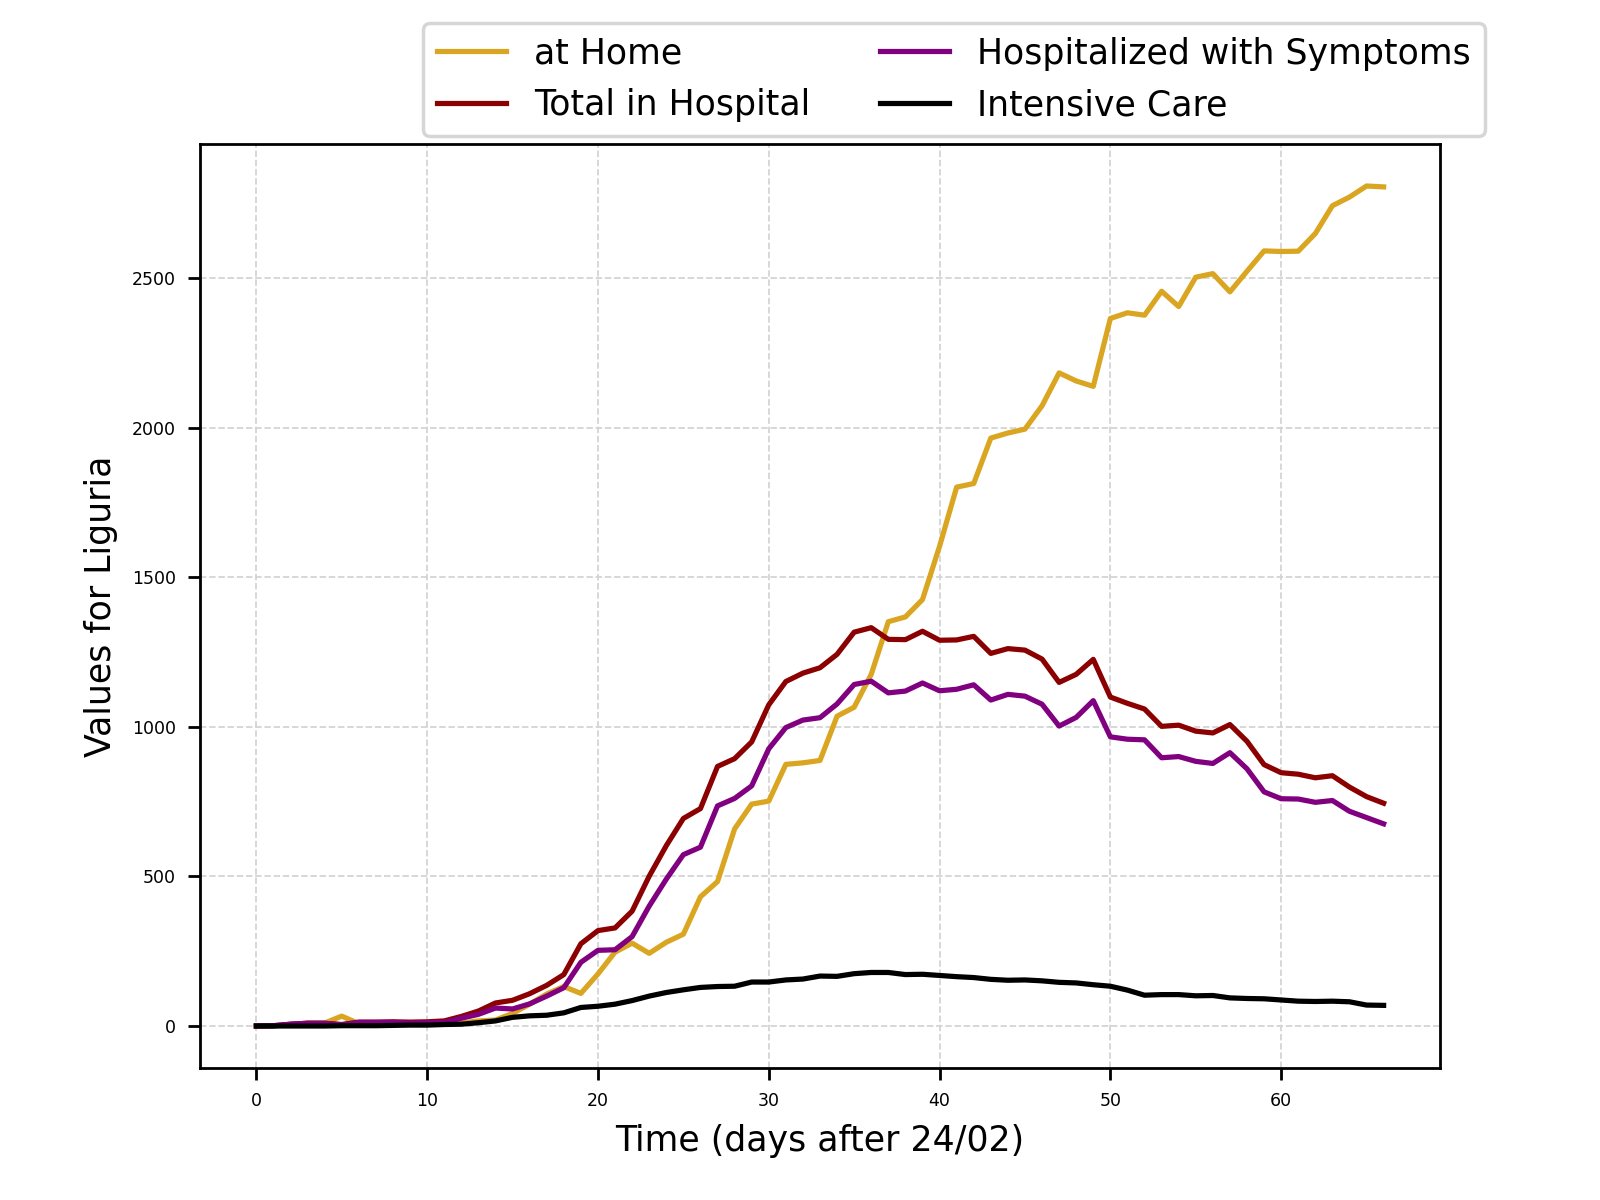 at Home
Total in Hospital
Hospitalized with Symptoms
Intensive Care
Values for Liguria
2500
2000
1500
1000
500
0
0 10 20 30 40 50 60
Time (days after 24/02)